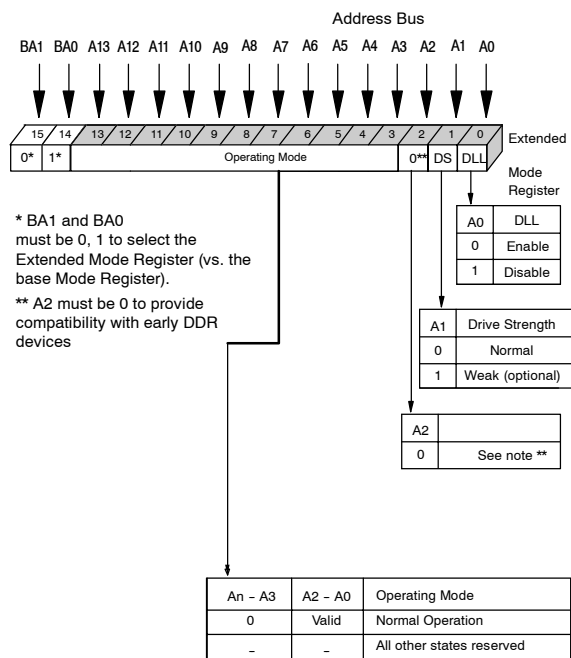 Address Bus
BA1 BA0 A13 A12 A11 A10 A9 A8 A7 A6 A5 A4 A3 A2 A1 A0
15 14 13 12 11 10 9 8 7 6 5 4 3 2 1 0
Extended
Mode
Register
0* 1* Operating Mode 0** DS DLL
* BA1 and BA0
must be 0, 1 to select the
Extended Mode Register (vs. the
base Mode Register).
** A2 must be 0 to provide
compatibility with early DDR
devices
A0 DLL
0 Enable
1 Disable
A1 Drive Strength
0 Normal
1 Weak (optional)
A2
0 See note **
An – A3 A2 – A0 Operating Mode
0 Valid Normal Operation
– – All other states reserved